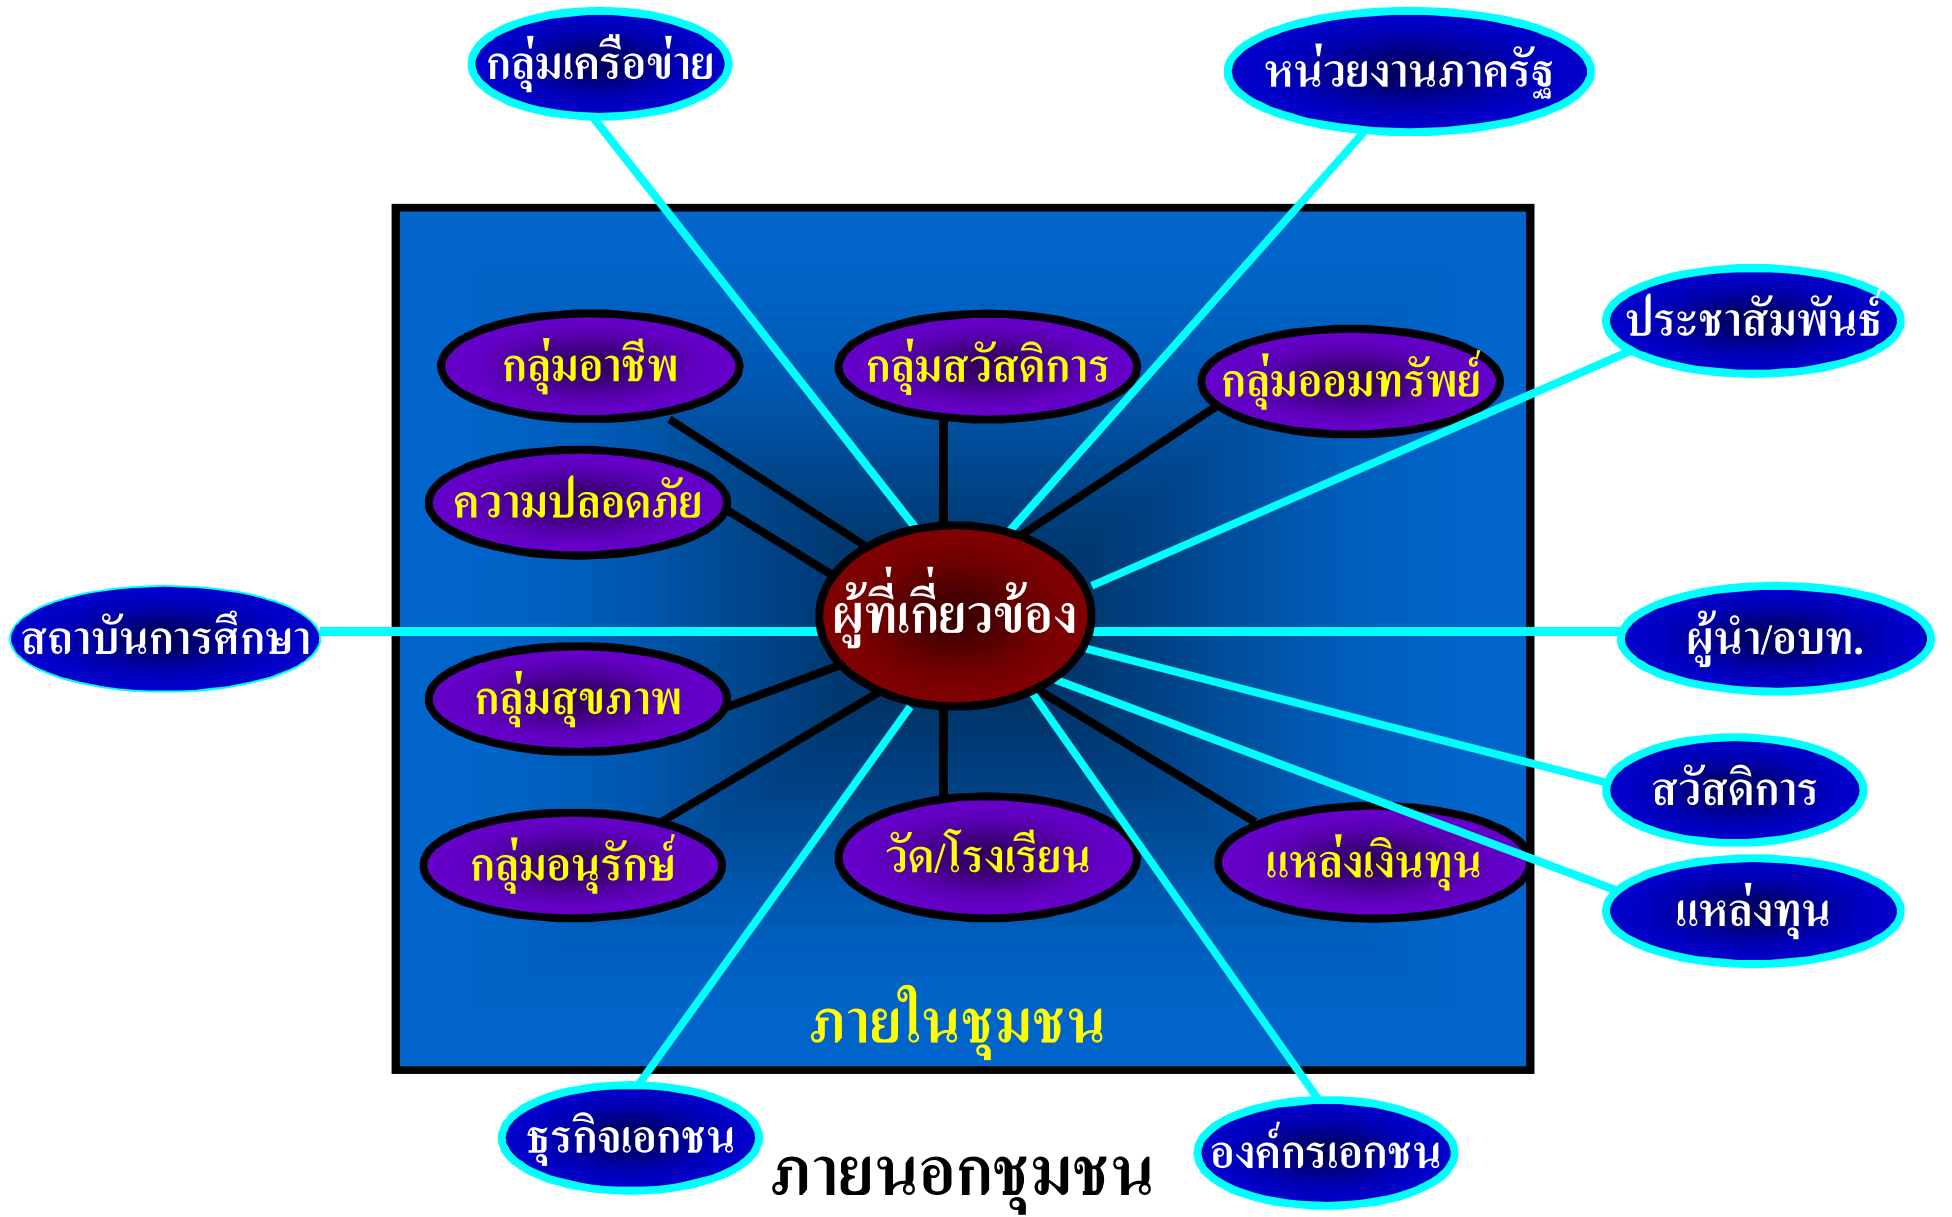 กลุ่มเครือข่าย
หน่วยงานภาครัฐ
ประชาสัมพันธ์
กลุ่มอาชีพ
กลุ่มสวัสดิการ
กลุ่มออมทรัพย์
ความปลอดภัย
ผู้ที่เกี่ยวข้อง
สถาบันการศึกษา
ผู้นำ/อบท.
กลุ่มสุขภาพ
สวัสดิการ
กลุ่มอนุรักษ์
วัด/โรงเรียน
แหล่งเงินทุน
แหล่งทุน
ภายในชุมชน
ธุรกิจเอกชน
องค์กรเอกชน
ภายนอกชุมชน